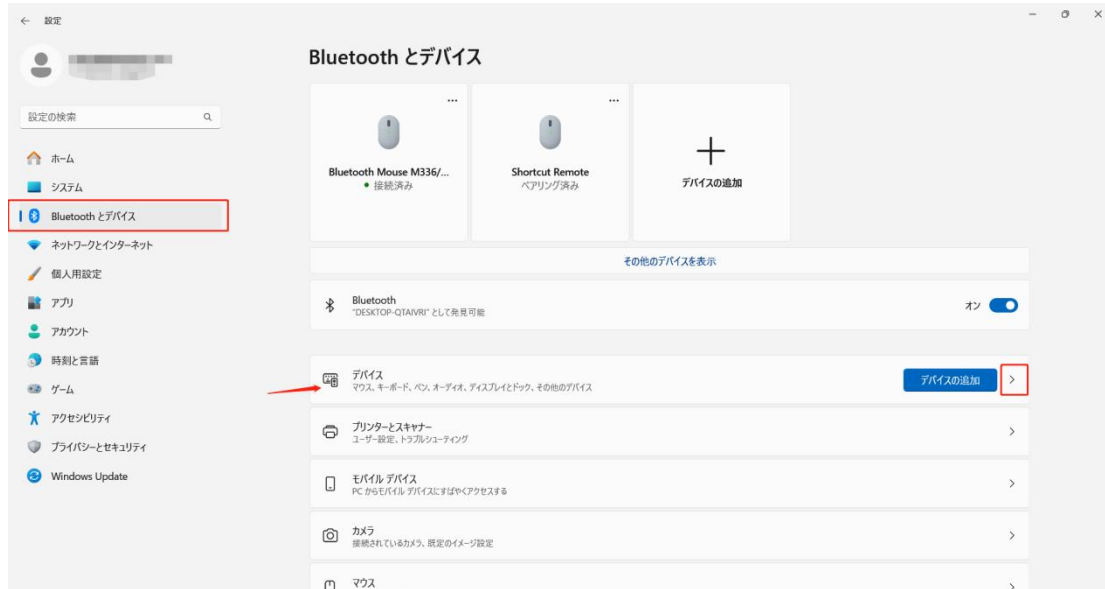 設定
設定の検索
ホーム
システム
Bluetooth とデバイス
ネットワークとインターネット
個人用設定
アプリ
アカウント
時刻と言語
ゲーム
アクセシビリティ
プライバシーとセキュリティ
Windows Update
Bluetooth とデバイス
Bluetooth Mouse M336/...
接続済み
Shortcut Remote
ペアリング済み
デバイスの追加
その他のデバイスを表示
Bluetooth
"DESKTOP-QTAIVRI" として発見可能
オン
デバイス
マウス、キーボード、ペン、オーディオ、ディスプレイとドック、その他のデバイス
デバイスの追加
プリンターとスキャナー
ユーザー設定、トラブルシューティング
モバイル デバイス
PC からモバイル デバイスにすばやくアクセスする
カメラ
接続されているカメラ、既定のイメージ設定
マウス